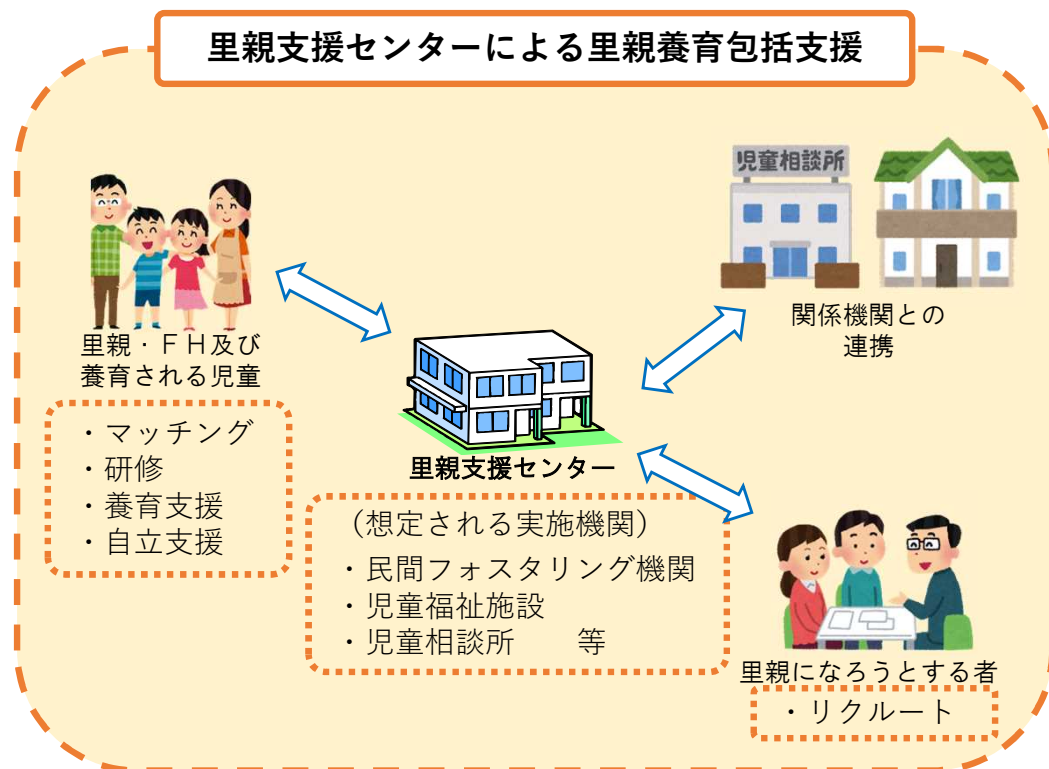 里親支援センターによる里親養育包括支援
児童相談所
関係機関との
連携
里親・ＦＨ及び
養育される児童
・マッチング
・研修
・養育支援
・自立支援
里親支援センター
（想定される実施機関）
・民間フォスタリング機関
・児童福祉施設
・児童相談所　　等
里親になろうとする者
・リクルート